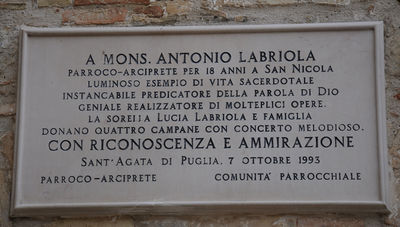 A MONS. ANTONIO LABRIOLA
PARROCO-ARCIPRETE PER 18 ANNI A SAN NICOLA
LUMINOSO ESEMPIO DI VITA SACERDOTALE
INSTANCABILE PREDICATORE DELLA PAROLA DI DIO
GENIALE REALIZZATORE DI MOLTEPLICI OPERE.
LA SORELLA LUCIA LABRIOLA E FAMIGLIA
DONANO QUATTRO CAMPANE CON CONCERTO MELODIOSO.
CON RICONOSCENZA E AMMIRAZIONE
SANT'AGATA DI PUGLIA, 7 OTTOBRE 1993
PARROCO-ARCIPRETE COMUNITA' PARROCCHIALE